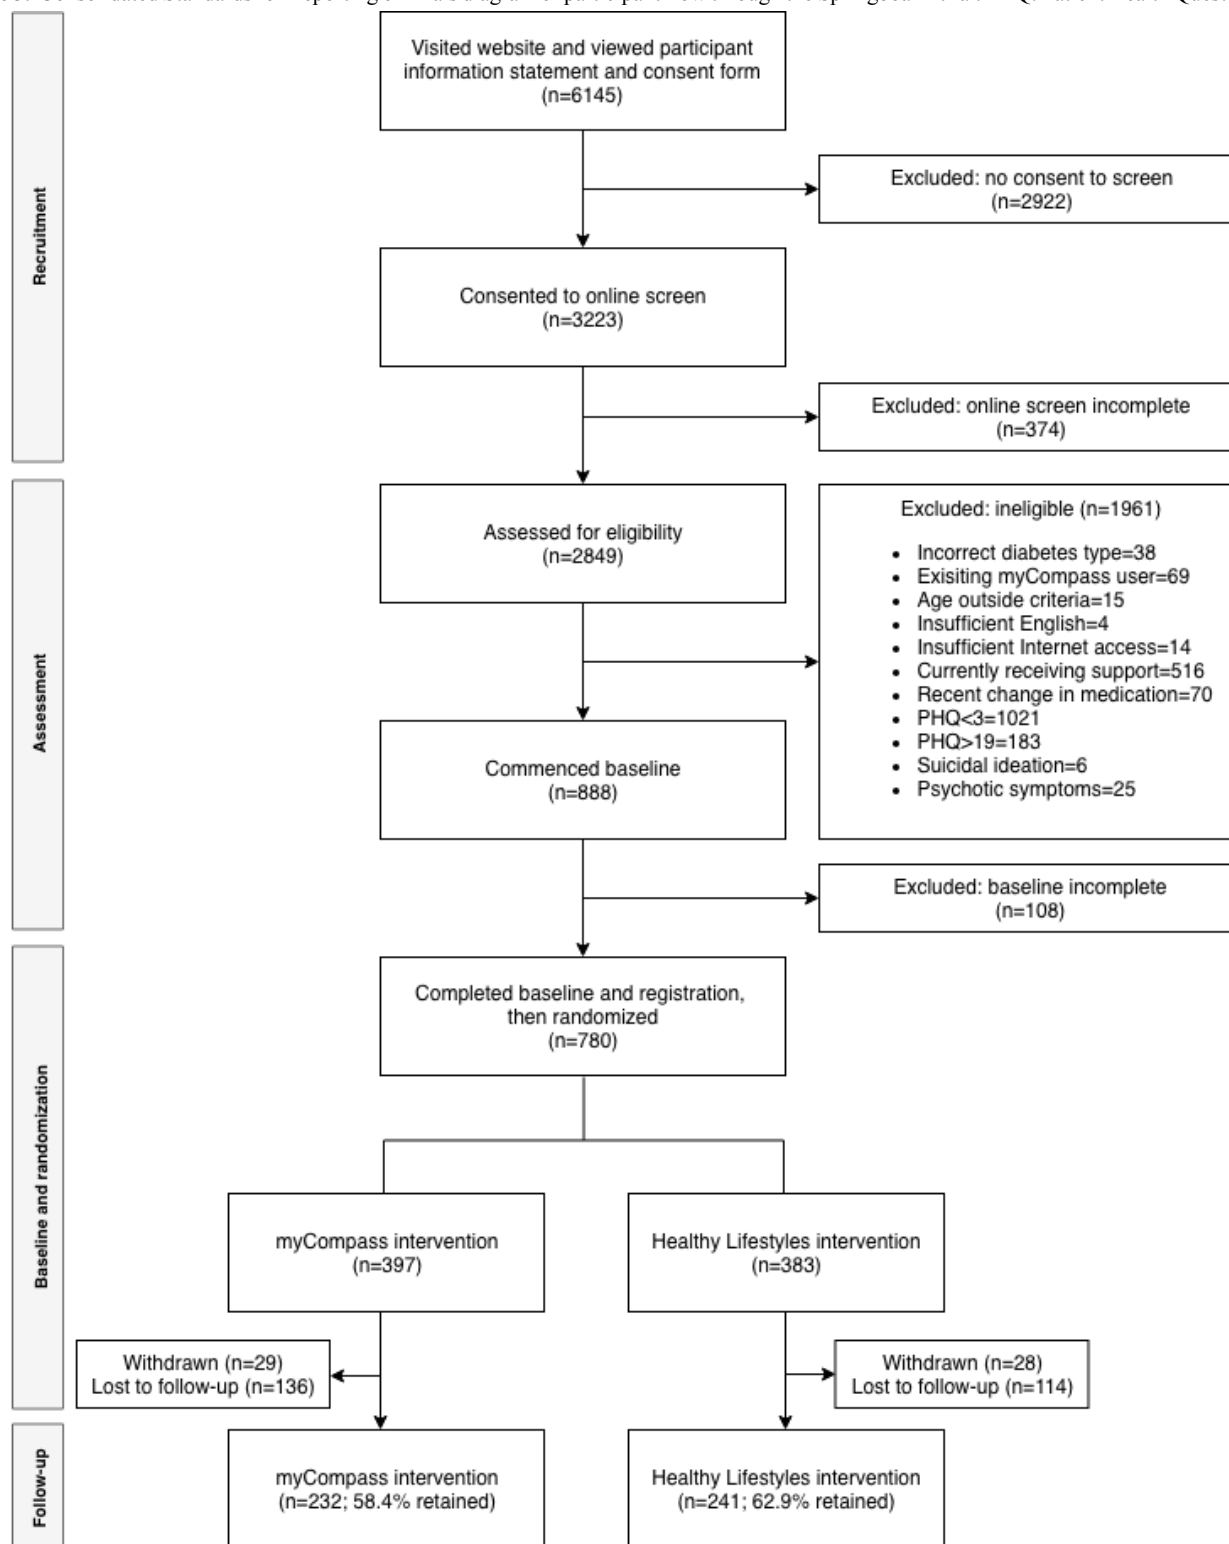 Visited website and viewed participant
information statement and consent form
(n=6145)
Recruitment
Excluded: no consent to screen
(n=2922)
Consented to online screen
(n=3223)
Excluded: online screen incomplete
(n=374)
Assessment
Assessed for eligibility
(n=2849)
Excluded: ineligible (n=1961)
• Incorrect diabetes type=38
• Exisiting myCompass user=69
• Age outside criteria=15
• Insufficient English=4
• Insufficient Internet access=14
• Currently receiving support=516
• Recent change in medication=70
• PHQ<3=1021
• PHQ>19=183
• Suicidal ideation=6
• Psychotic symptoms=25
Commenced baseline
(n=888)
Excluded: baseline incomplete
(n=108)
Baseline and randomization
Completed baseline and registration,
then randomized
(n=780)
myCompass intervention
(n=397)
Healthy Lifestyles intervention
(n=383)
Withdrawn (n=29)
Lost to follow-up (n=136)
Withdrawn (n=28)
Lost to follow-up (n=114)
Follow-up
myCompass intervention
(n=232; 58.4% retained)
Healthy Lifestyles intervention
(n=241; 62.9% retained)